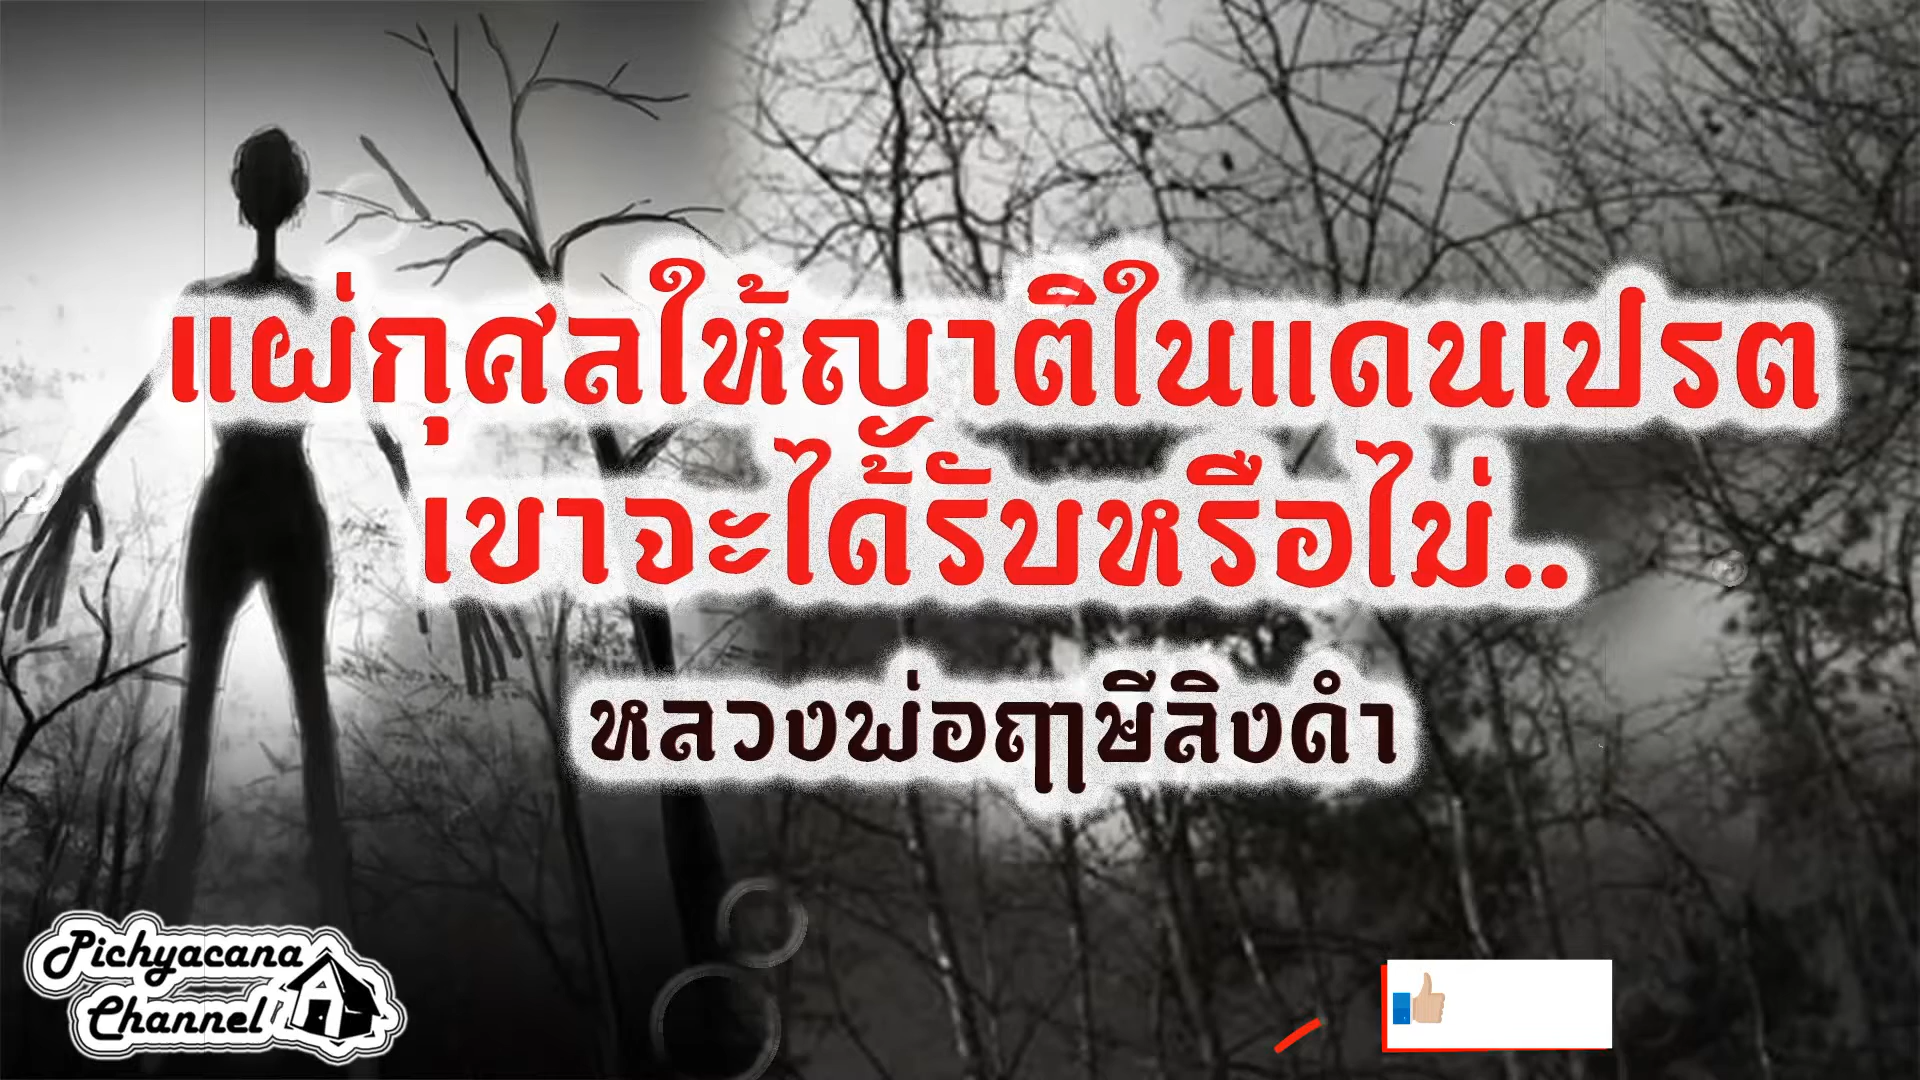 แผ่กุศลให้ญาติในแดนเปรต
เขาจะได้รับหรือไม่..
หลวงพ่อฤๅษีลิงดำ
Pichyacana
Channel